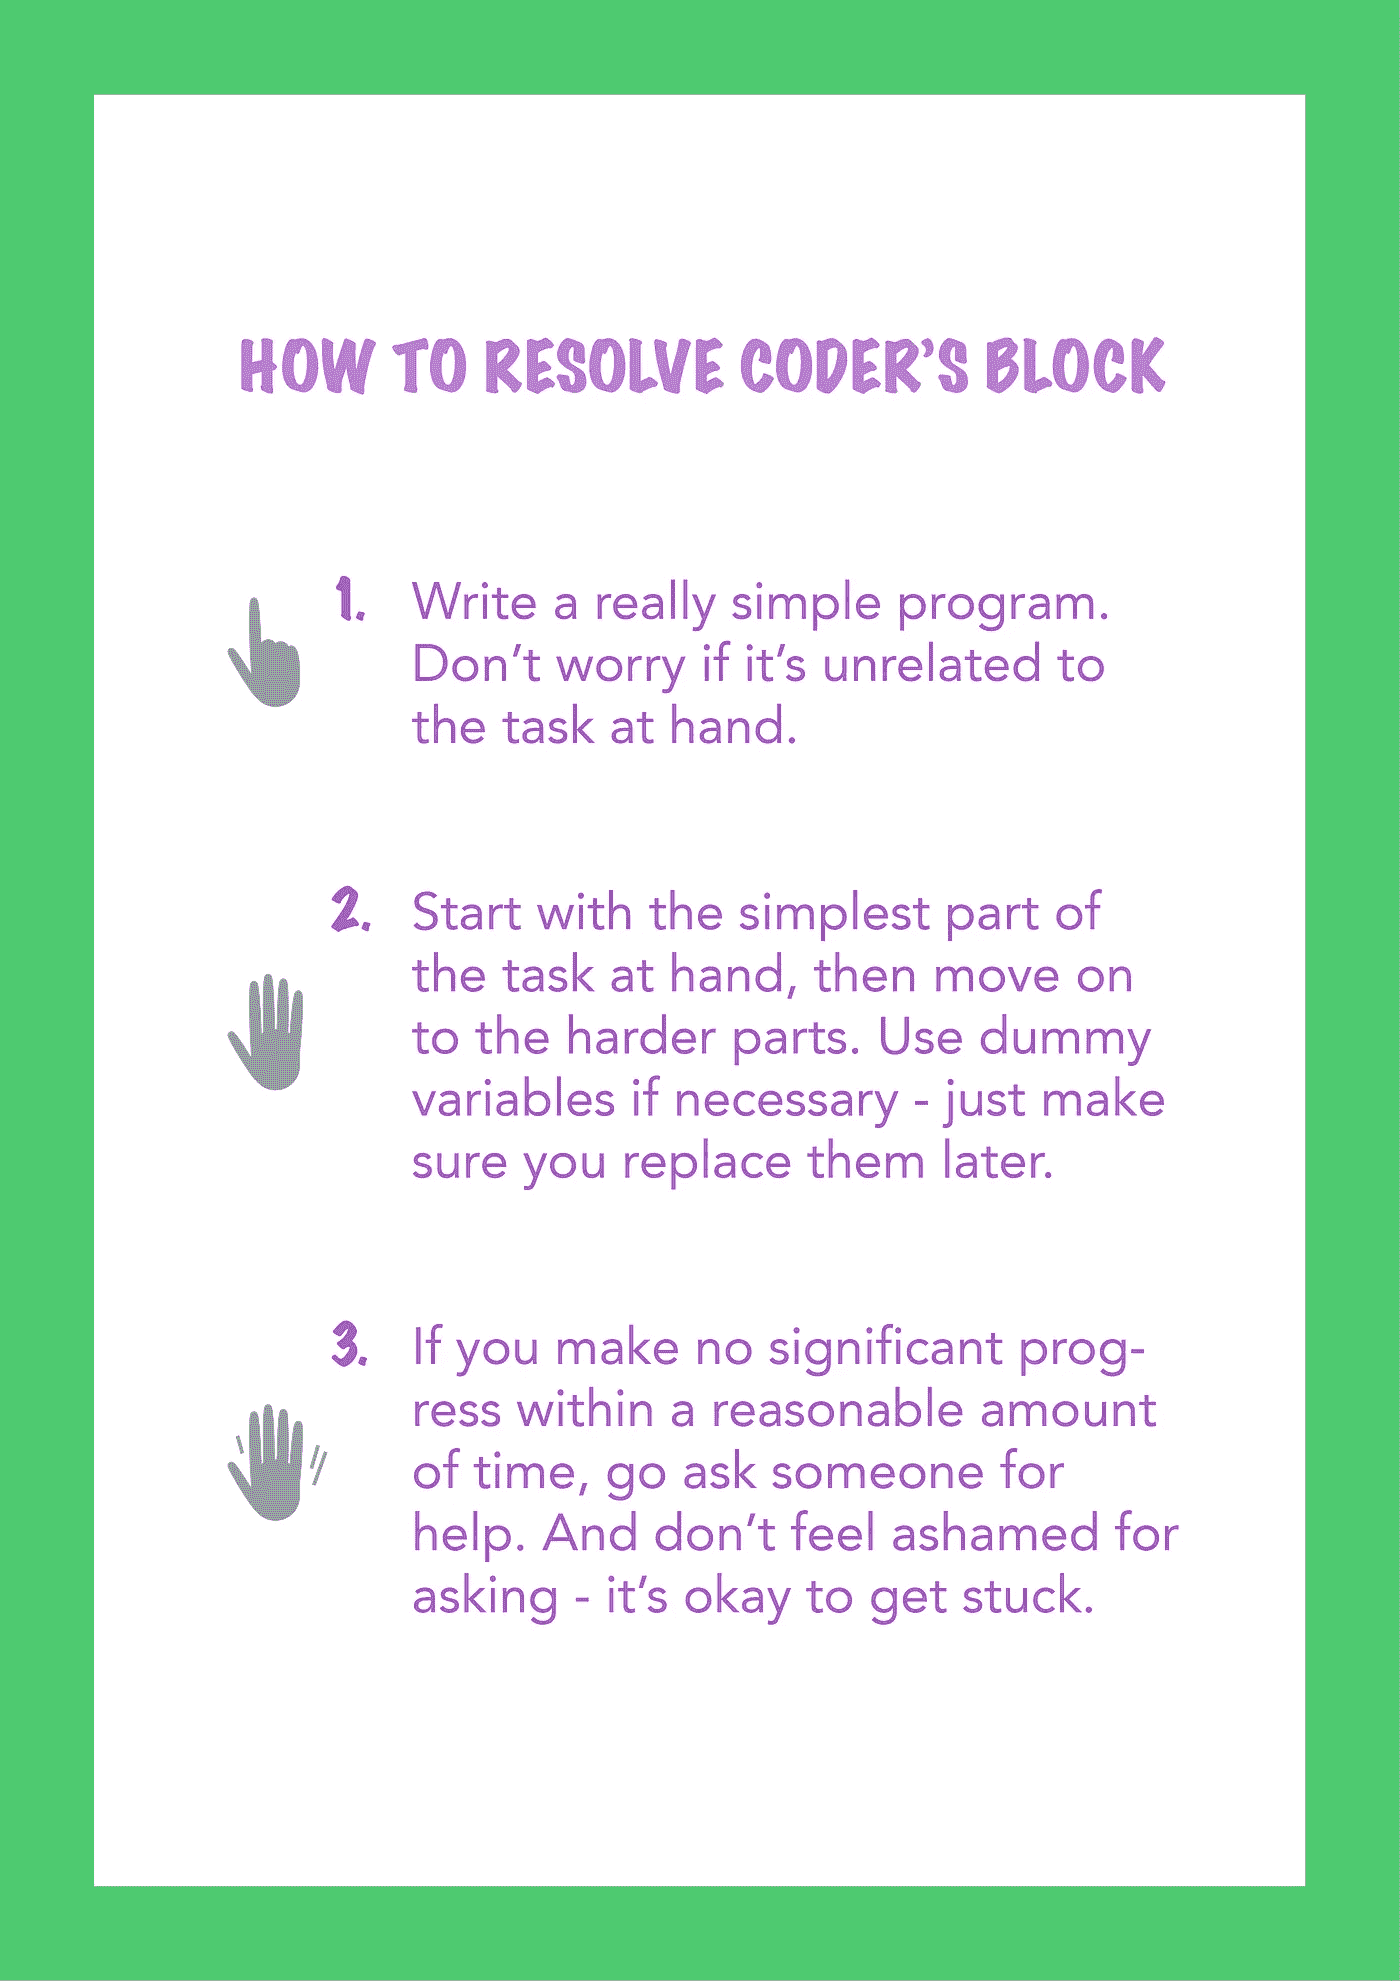 HOW TO RESOLVE CODER’S BLOCK
1. Write a really simple program.
Don’t worry if it’s unrelated to
the task at hand.
2. Start with the simplest part of
the task at hand, then move on
to the harder parts. Use dummy
variables if necessary - just make
sure you replace them later.
3. If you make no significant prog-
ress within a reasonable amount
of time, go ask someone for
help. And don’t feel ashamed for
asking - it’s okay to get stuck.